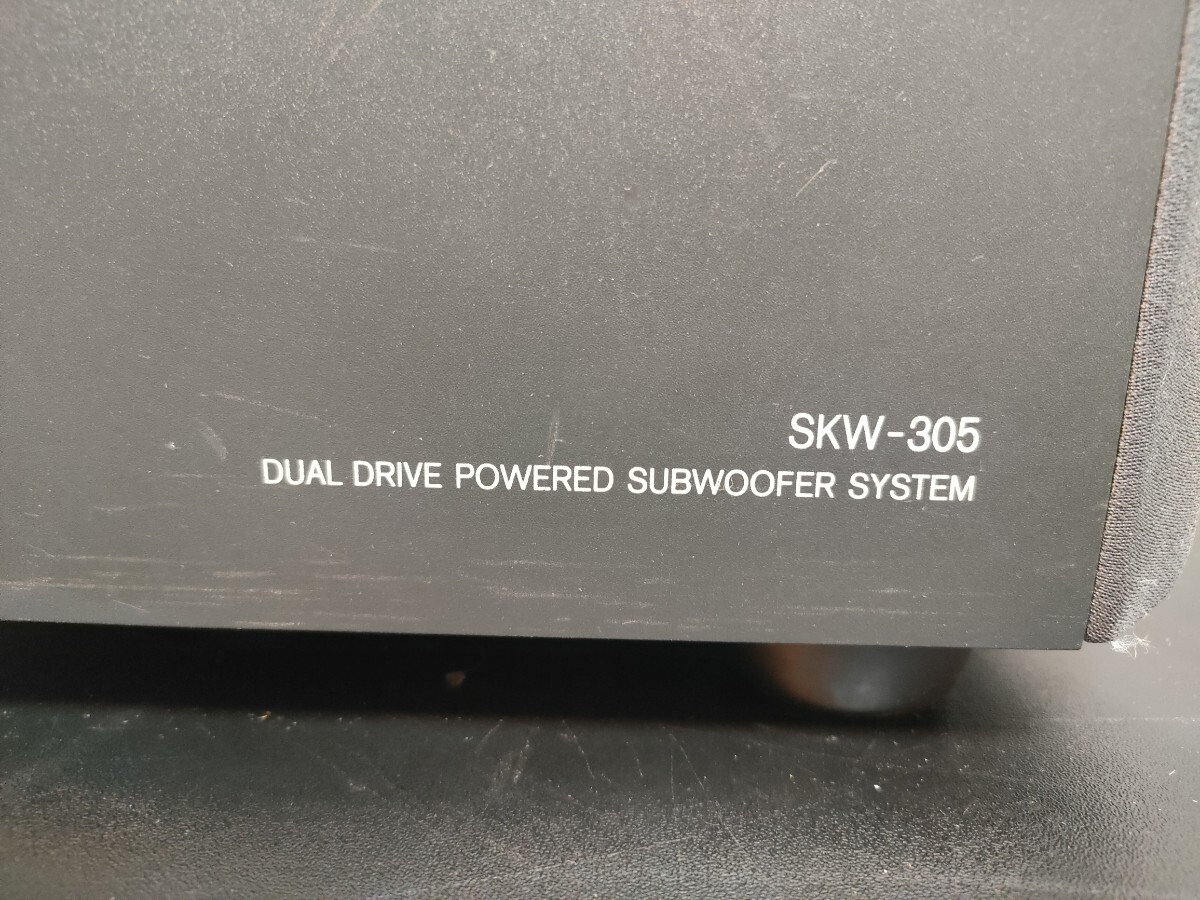 SKW-305
DUAL DRIVE POWERED SUBWOOFER SYSTEM